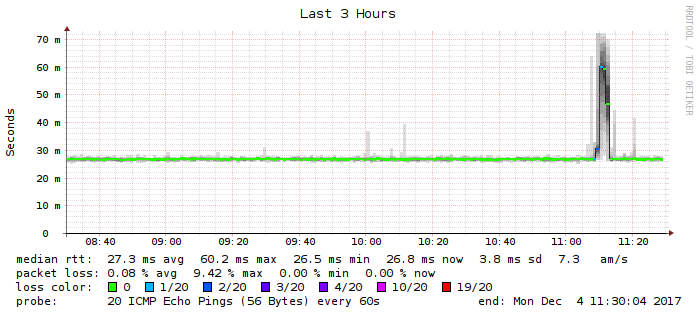 Last 3 Hours
RRDTOOL / TOBI OETIKER
Seconds
70 m
60 m
50 m
40 m
30 m
20 m
10 m
0
08:40 09:00 09:20 09:40 10:00 10:20 10:40 11:00 11:20
median rtt: 27.3 ms avg 60.2 ms max 26.5 ms min 26.8 ms now 3.8 ms sd 7.3 am/s
packet loss: 0.08 % avg 9.42 % max 0.00 % min 0.00 % now
loss color: 0 1/20 2/20 3/20 4/20 10/20 19/20
probe: 20 ICMP Echo Pings (56 Bytes) every 60s end: Mon Dec 4 11:30:04 2017